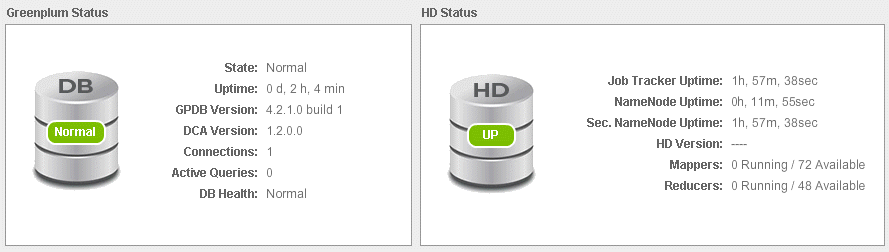 Greenplum Status
DB
Normal
State: Normal
Uptime: 0 d, 2 h, 4 min
GPDB Version: 4.2.1.0 build 1
DCA Version: 1.2.0.0
Connections: 1
Active Queries: 0
DB Health: Normal
HD Status
HD
UP
Job Tracker Uptime: 1h, 57m, 38sec
NameNode Uptime: 0h, 11m, 55sec
Sec. NameNode Uptime: 1h, 57m, 38sec
HD Version: ----
Mappers: 0 Running / 72 Available
Reducers: 0 Running / 48 Available